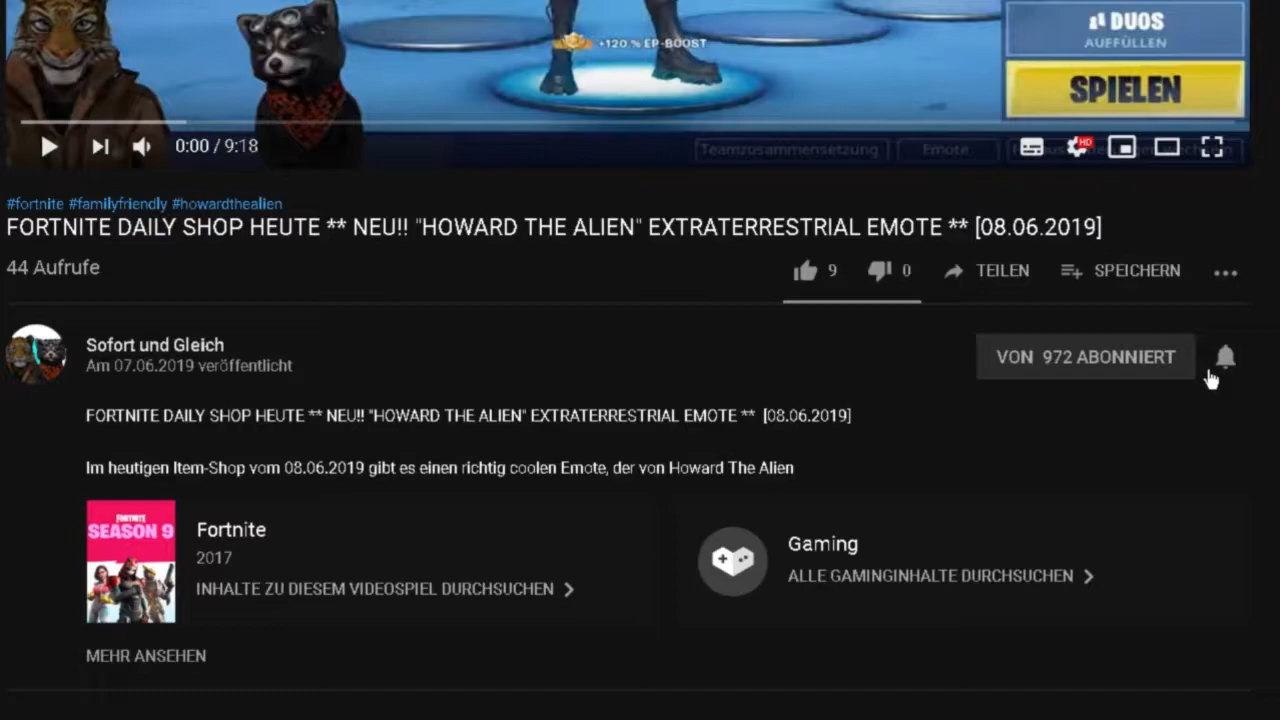 DUOS
AUFFÜLLEN
+120 % EP-BOOST
SPIELEN
0:00 / 9:18
HD
Teamzusammensetzung
Emote
#fortnite #familyfriendly #howardthealien
FORTNITE DAILY SHOP HEUTE ** NEU!! "HOWARD THE ALIEN" EXTRATERRESTRIAL EMOTE ** [08.06.2019]
44 Aufrufe
9
0
TEILEN
SPEICHERN
Sofort und Gleich
Am 07.06.2019 veröffentlicht
VON 972 ABONNIERT
FORTNITE DAILY SHOP HEUTE ** NEU!! "HOWARD THE ALIEN" EXTRATERRESTRIAL EMOTE ** [08.06.2019]
Im heutigen Item-Shop vom 08.06.2019 gibt es einen richtig coolen Emote, der von Howard The Alien
FORTNITE
SEASON 9
Fortnite
2017
INHALTE ZU DIESEM VIDEOSPIEL DURCHSUCHEN
Gaming
ALLE GAMINGINHALTE DURCHSUCHEN
MEHR ANSEHEN